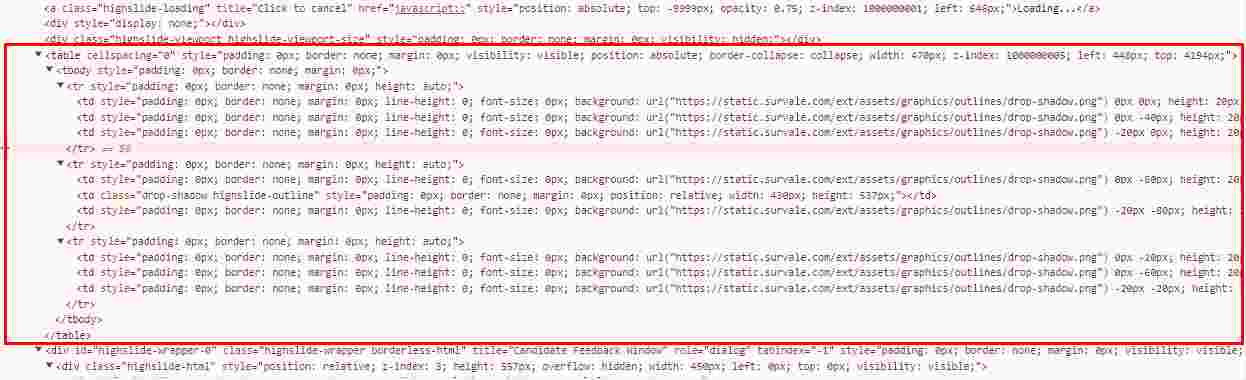 <a class="highslide-loading" title="Click to cancel" href="javascript:;" style="position: absolute; top: -9999px; opacity: 0.75; z-index: 1000000001; left: 646px;">Loading...</a>
<div style="display: none;"></div>
<div class="highslide-viewport highslide-viewport-size" style="padding: 0px; border: none; margin: 0px; visibility: hidden;"></div>
<table cellspacing="0" style="padding: 0px; border: none; margin: 0px; visibility: visible; position: absolute; border-collapse: collapse; width: 470px; z-index: 1000000005; left: 448px; top: 4194px;">
<tbody style="padding: 0px; border: none; margin: 0px;">
<tr style="padding: 0px; border: none; margin: 0px; height: auto;">
<td style="padding: 0px; border: none; margin: 0px; line-height: 0; font-size: 0px; background: url("https://static.survale.com/ext/assets/graphics/outlines/drop-shadow.png") 0px 0px; height: 20px
<td style="padding: 0px; border: none; margin: 0px; line-height: 0; font-size: 0px; background: url("https://static.survale.com/ext/assets/graphics/outlines/drop-shadow.png") 0px -40px; height: 20
<td style="padding: 0px; border: none; margin: 0px; line-height: 0; font-size: 0px; background: url("https://static.survale.com/ext/assets/graphics/outlines/drop-shadow.png") -20px 0px; height: 20
</tr> == $0
<tr style="padding: 0px; border: none; margin: 0px; height: auto;">
<td style="padding: 0px; border: none; margin: 0px; line-height: 0; font-size: 0px; background: url("https://static.survale.com/ext/assets/graphics/outlines/drop-shadow.png") 0px -80px; height: 20
<td class="drop-shadow highslide-outline" style="padding: 0px; border: none; margin: 0px; position: relative; width: 430px; height: 537px;"></td>
<td style="padding: 0px; border: none; margin: 0px; line-height: 0; font-size: 0px; background: url("https://static.survale.com/ext/assets/graphics/outlines/drop-shadow.png") -20px -80px; height:
</tr>
<tr style="padding: 0px; border: none; margin: 0px; height: auto;">
<td style="padding: 0px; border: none; margin: 0px; line-height: 0; font-size: 0px; background: url("https://static.survale.com/ext/assets/graphics/outlines/drop-shadow.png") 0px -20px; height: 20
<td style="padding: 0px; border: none; margin: 0px; line-height: 0; font-size: 0px; background: url("https://static.survale.com/ext/assets/graphics/outlines/drop-shadow.png") 0px -60px; height: 20
<td style="padding: 0px; border: none; margin: 0px; line-height: 0; font-size: 0px; background: url("https://static.survale.com/ext/assets/graphics/outlines/drop-shadow.png") -20px -20px; height:
</tr>
</tbody>
</table>
<div id="highslide-wrapper-0" class="highslide-wrapper borderless-html" title="Candidate Feedback Window" role="dialog" tabindex="-1" style="padding: 0px; border: none; margin: 0px; visibility: visible;
<div class="highslide-html" style="position: relative; z-index: 3; height: 557px; overflow: hidden; width: 450px; left: 0px; top: 0px; visibility: visible;">